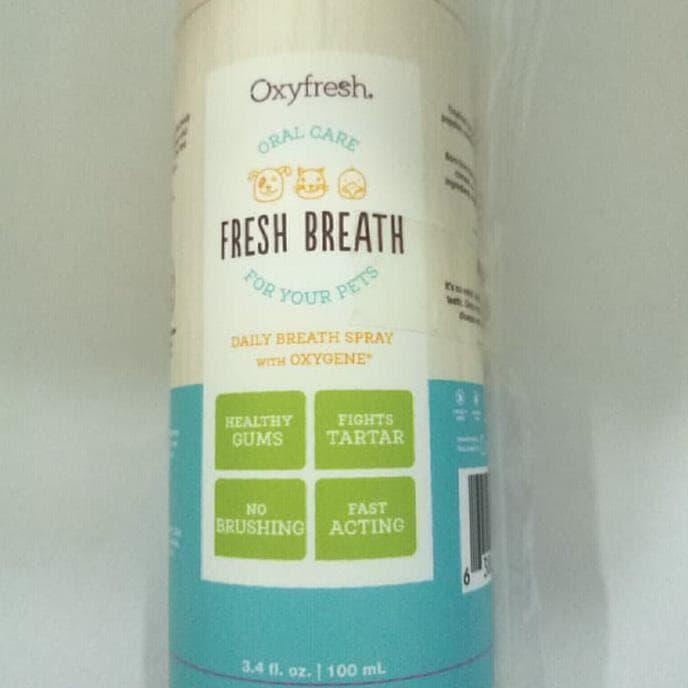 Oxyfresh.
ORAL CARE
FRESH BREATH
FOR YOUR PETS
DAILY BREATH SPRAY
WITH OXYGENE®
HEALTHY
GUMS
FIGHTS
TARTAR
NO
BRUSHING
FAST
ACTING
3.4 fl. oz. | 100 mL
6